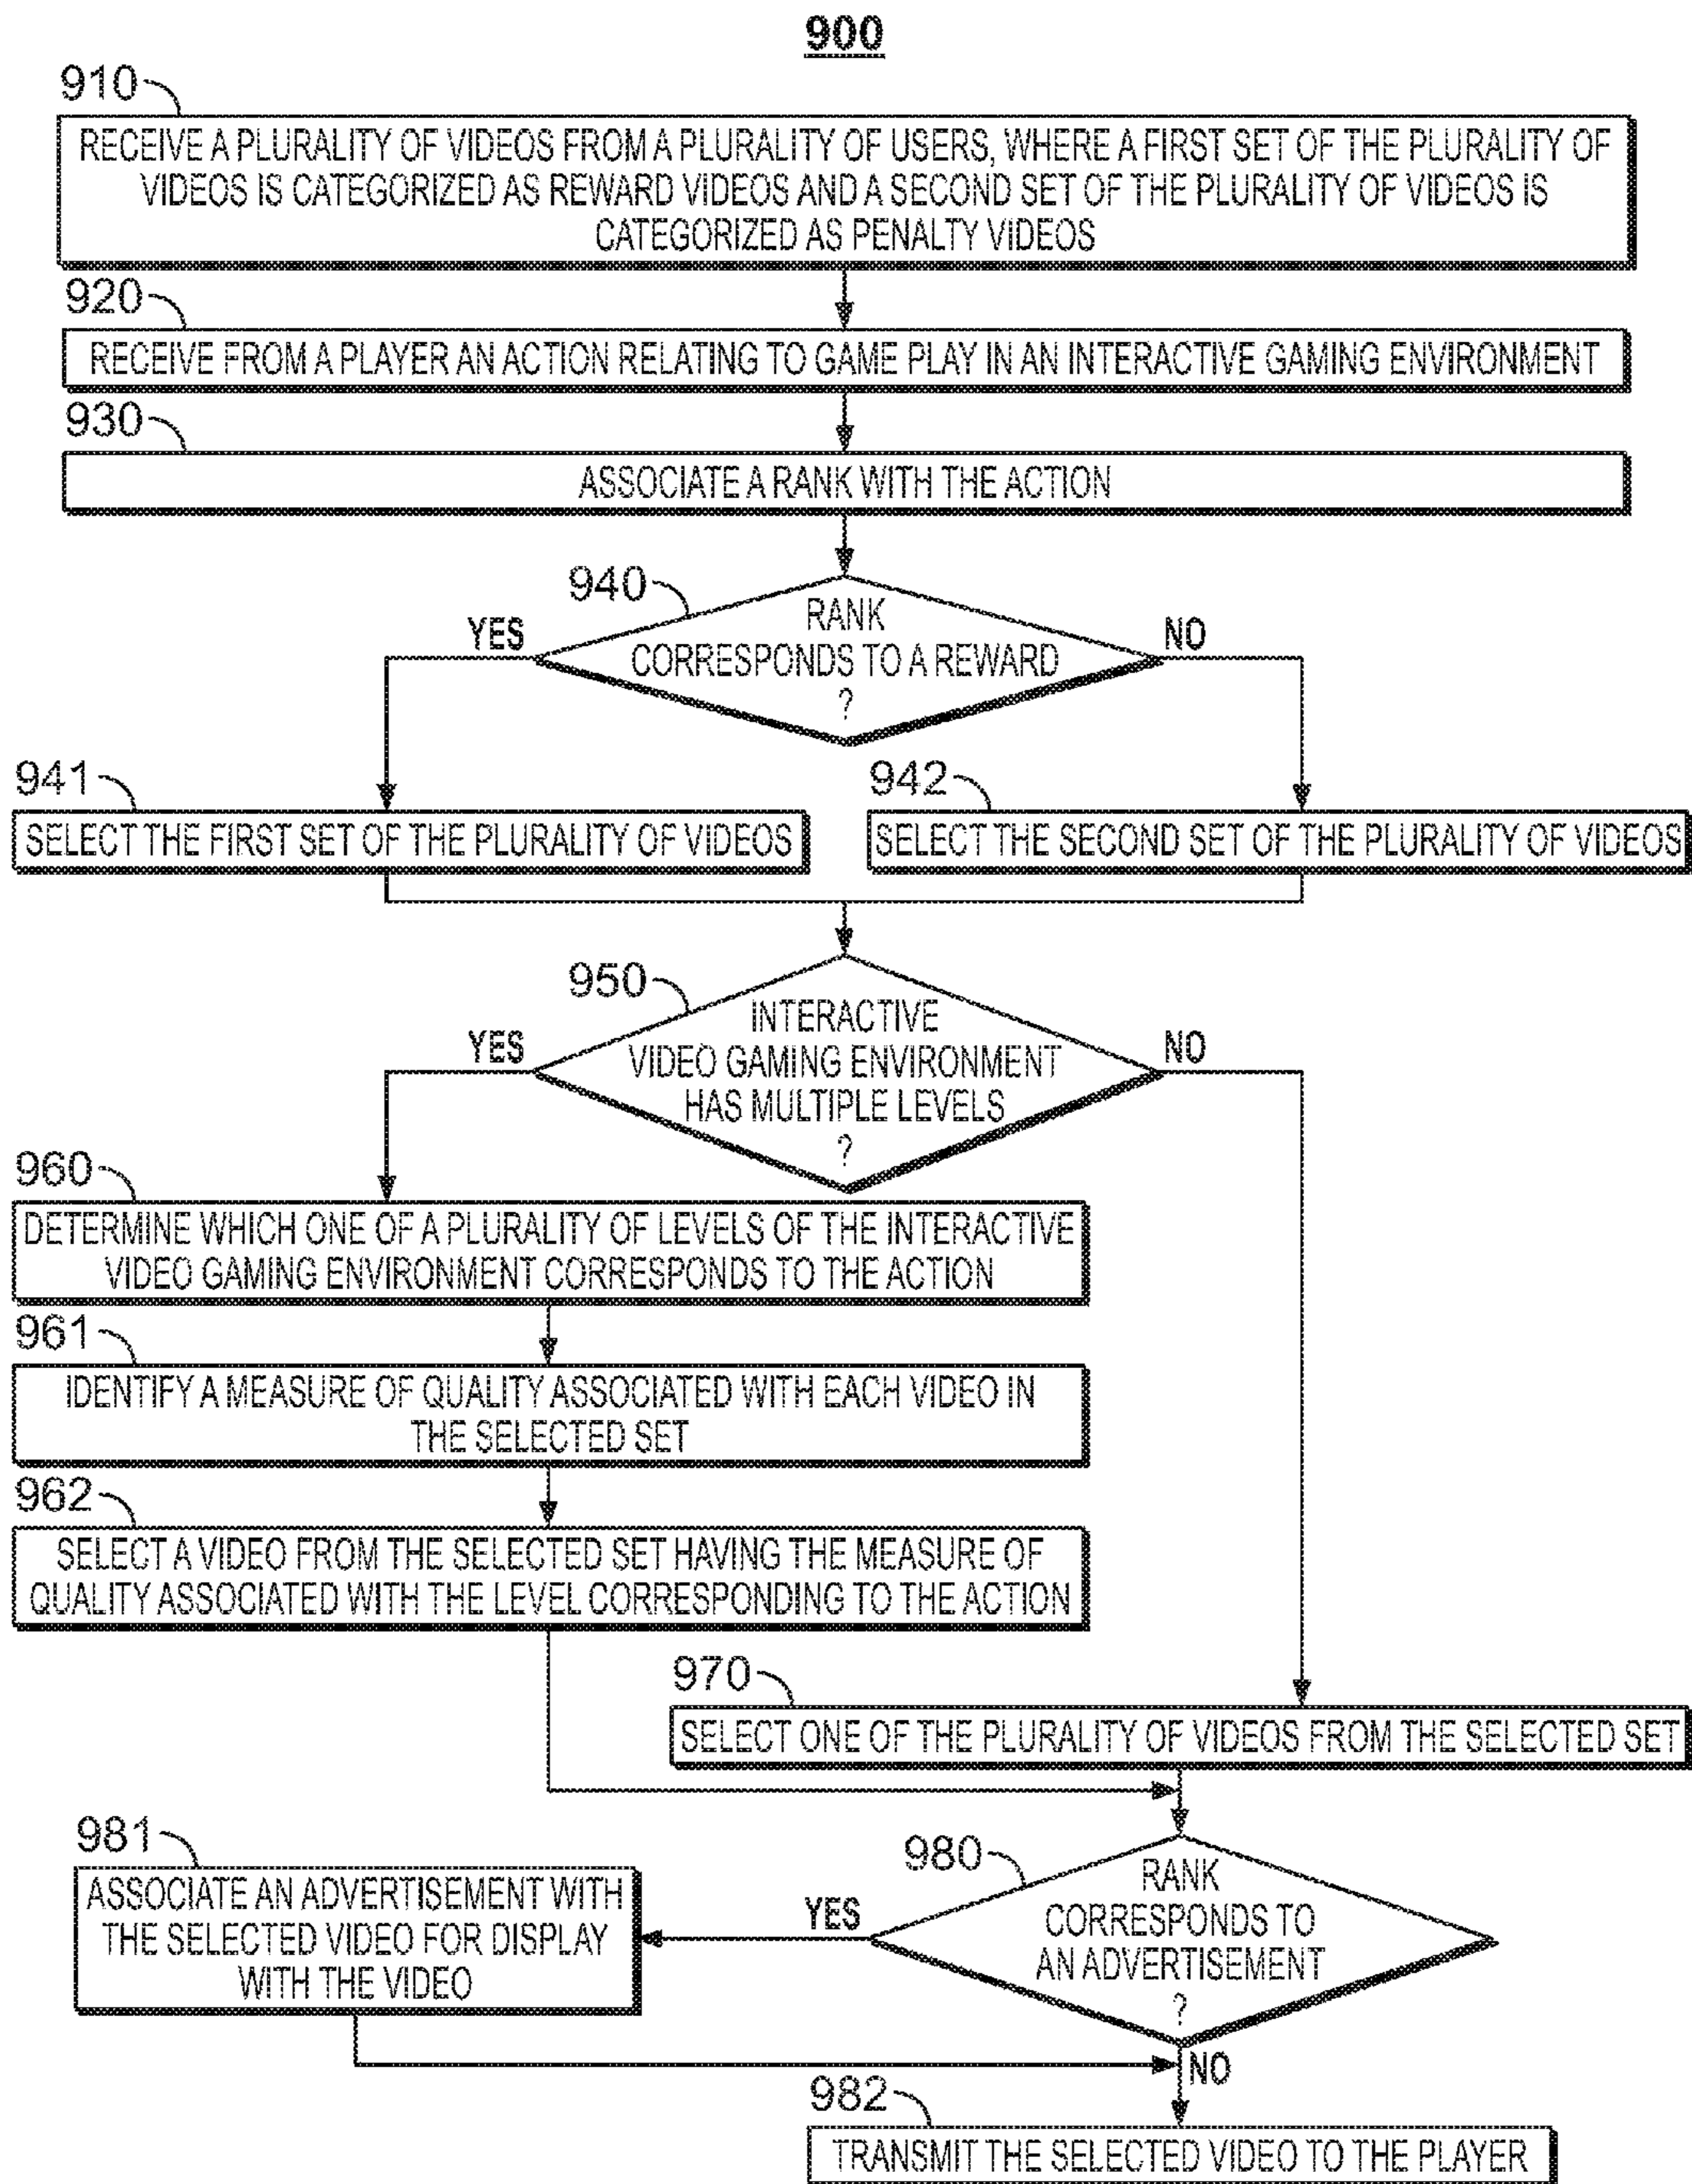 900
910
RECEIVE A PLURALITY OF VIDEOS FROM A PLURALITY OF USERS, WHERE A FIRST SET OF THE PLURALITY OF
VIDEOS IS CATEGORIZED AS REWARD VIDEOS AND A SECOND SET OF THE PLURALITY OF VIDEOS IS
CATEGORIZED AS PENALTY VIDEOS
920
RECEIVE FROM A PLAYER AN ACTION RELATING TO GAME PLAY IN AN INTERACTIVE GAMING ENVIRONMENT
930
ASSOCIATE A RANK WITH THE ACTION
940
RANK
CORRESPONDS TO A REWARD
?
YES
NO
941
SELECT THE FIRST SET OF THE PLURALITY OF VIDEOS
942
SELECT THE SECOND SET OF THE PLURALITY OF VIDEOS
950
INTERACTIVE
VIDEO GAMING ENVIRONMENT
HAS MULTIPLE LEVELS
?
YES
NO
960
DETERMINE WHICH ONE OF A PLURALITY OF LEVELS OF THE INTERACTIVE
VIDEO GAMING ENVIRONMENT CORRESPONDS TO THE ACTION
961
IDENTIFY A MEASURE OF QUALITY ASSOCIATED WITH EACH VIDEO IN
THE SELECTED SET
962
SELECT A VIDEO FROM THE SELECTED SET HAVING THE MEASURE OF
QUALITY ASSOCIATED WITH THE LEVEL CORRESPONDING TO THE ACTION
970
SELECT ONE OF THE PLURALITY OF VIDEOS FROM THE SELECTED SET
980
RANK
CORRESPONDS TO
AN ADVERTISEMENT
?
YES
NO
981
ASSOCIATE AN ADVERTISEMENT WITH
THE SELECTED VIDEO FOR DISPLAY
WITH THE VIDEO
982
TRANSMIT THE SELECTED VIDEO TO THE PLAYER